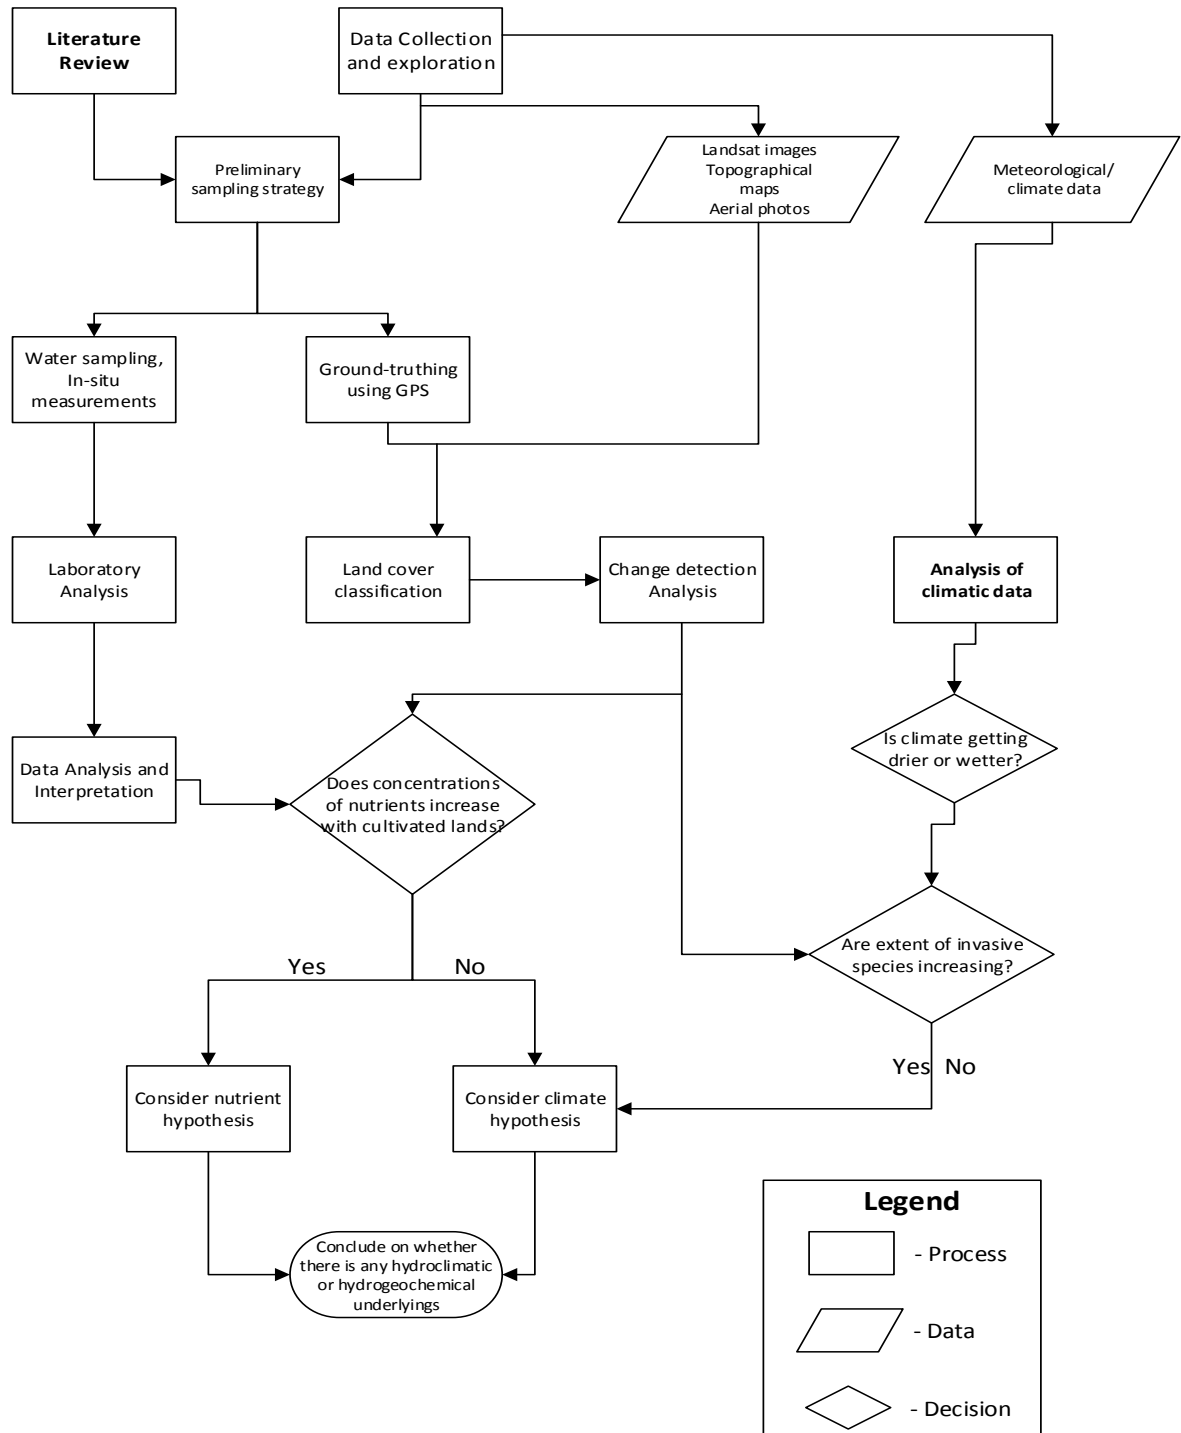 Literature
Review
Data Collection
and exploration
Preliminary
sampling strategy
Landsat images
Topographical
maps
Aerial photos
Meteorological/
climate data
Water sampling,
In-situ
measurements
Ground-truthing
using GPS
Laboratory
Analysis
Land cover
classification
Change detection
Analysis
Analysis of
climatic data
Is climate getting
drier or wetter?
Data Analysis and
Interpretation
Does concentrations
of nutrients increase
with cultivated lands?
Are extent of invasive
species increasing?
Yes
No
Yes
No
Consider nutrient
hypothesis
Consider climate
hypothesis
Conclude on whether
there is any hydroclimatic
or hydrogeochemical
underlyings
Legend
- Process
- Data
- Decision